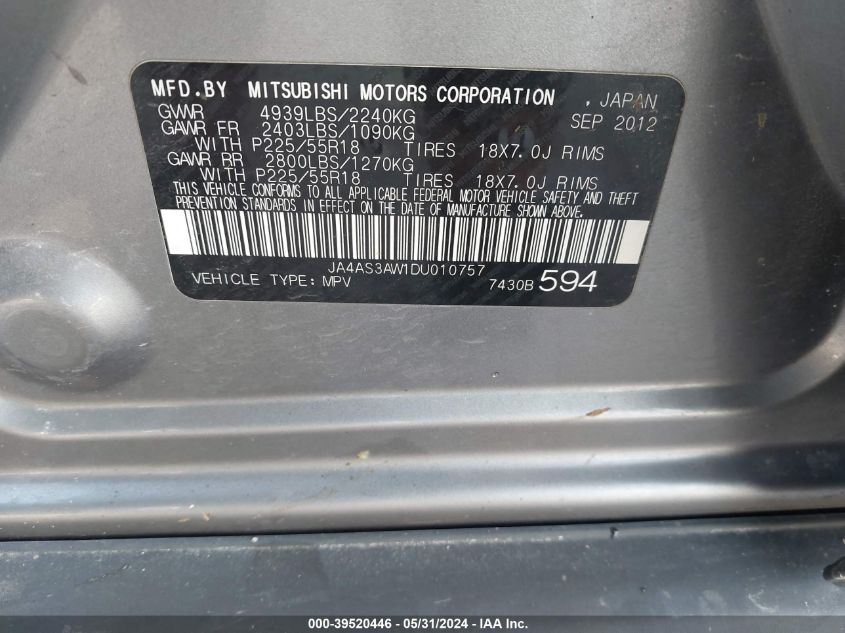 MFD.BY MITSUBISHI MOTORS CORPORATION , JAPAN
GVWR 4939LBS/2240KG SEP 2012
GAWR FR 2403LBS/1090KG
WITH P225/55R18 TIRES 18X7.0J RIMS
GAWR RR 2800LBS/1270KG
WITH P225/55R18 TIRES 18X7.0J RIMS
THIS VEHICLE CONFORMS TO ALL APPLICABLE FEDERAL MOTOR VEHICLE SAFETY AND THEFT
PREVENTION STANDARDS IN EFFECT ON THE DATE OF MANUFACTURE SHOWN ABOVE.
JA4AS3AW1DU010757
VEHICLE TYPE: MPV 7430B 594
000-39520446 - 05/31/2024 - IAA, Inc.